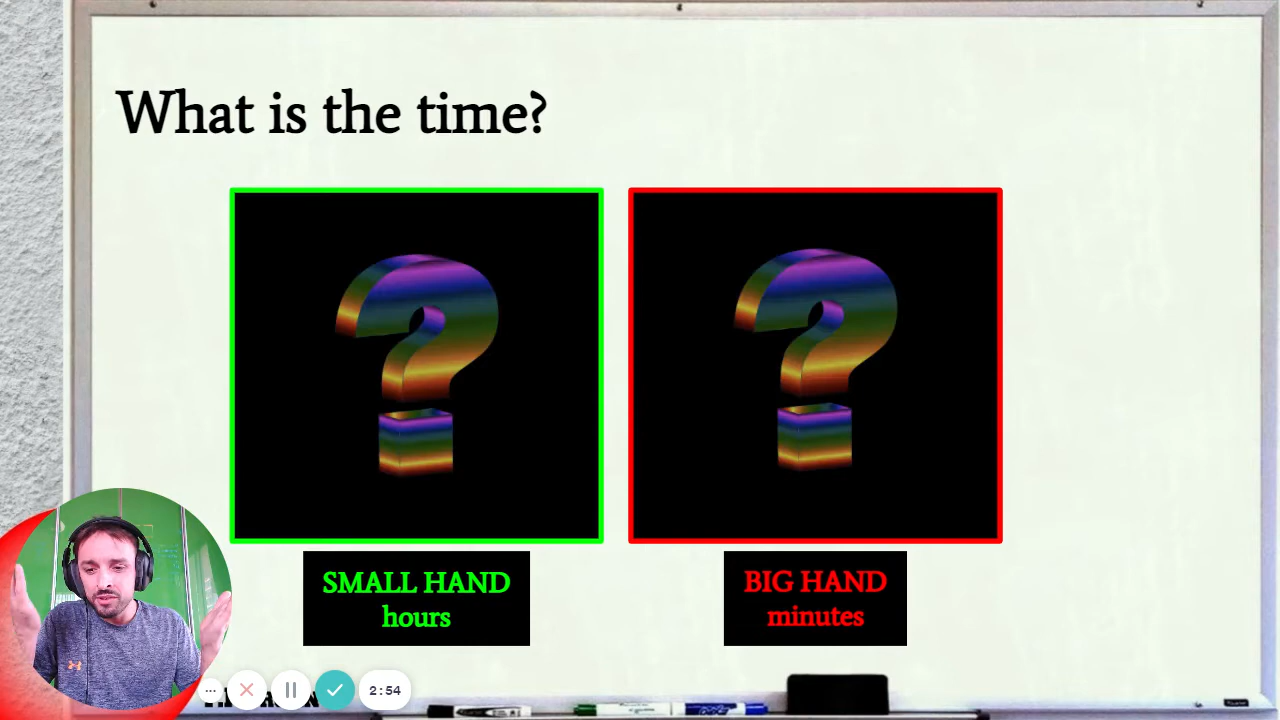 What is the time?
SMALL HAND
hours
BIG HAND
minutes
2:54